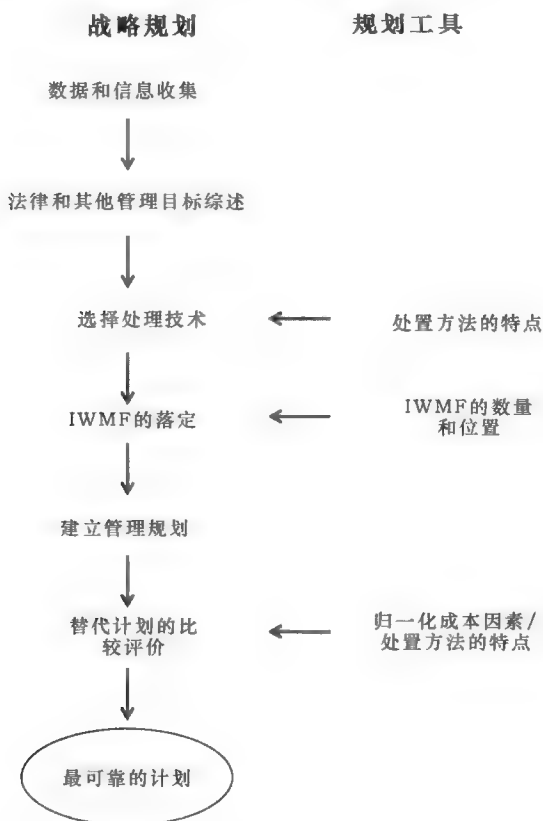 战略规划 规划工具
数据和信息收集
法律和其他管理目标综述
选择处理技术 处置方法的特点
IWMF的落定 IWMF的数量
和位置
建立管理规划
替代计划的比 归一化成本因素/
较评价 处置方法的特点
最可靠的计划